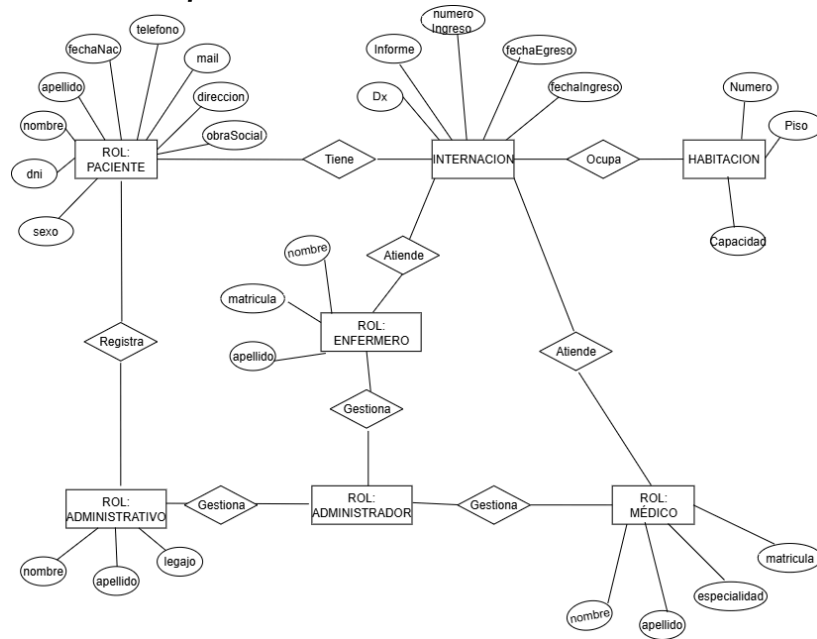 numero
Ingreso
telefono
Informe
fechaNac
mail
fechaEgreso
apellido
direccion
Dx
fechaIngreso
Numero
nombre
obraSocial
Piso
ROL:
PACIENTE
Tiene
INTERNACION
Ocupa
HABITACION
dni
sexo
Capacidad
nombre
Atiende
matricula
ROL:
ENFERMERO
Registra
Atiende
apellido
Gestiona
ROL:
ADMINISTRATIVO
Gestiona
ROL:
ADMINISTRADOR
Gestiona
ROL:
MÉDICO
matricula
nombre
apellido
legajo
especialidad
nombre
apellido